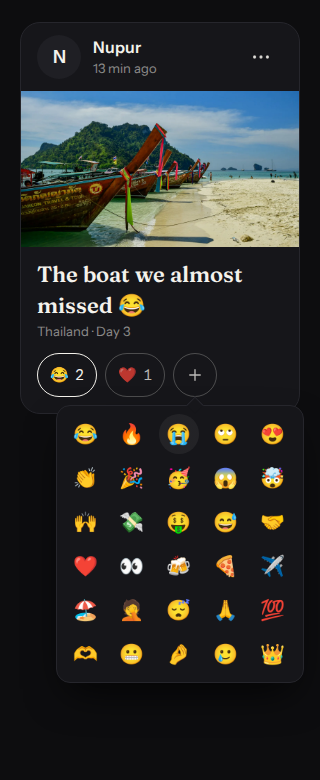 N
Nupur
13 min ago
The boat we almost
missed 😂
Thailand · Day 3
😂 2
❤️ 1
+
💯